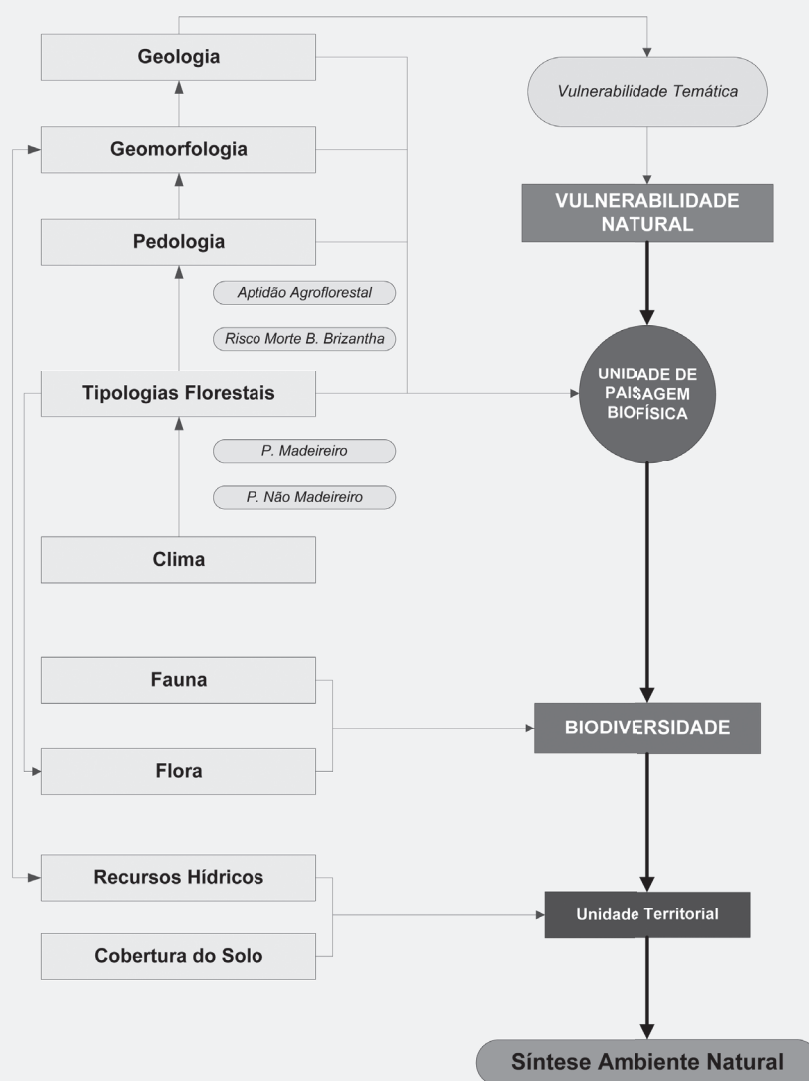 Geologia
Vulnerabilidade Temática
Geomorfologia
VULNERABILIDADE
NATURAL
Pedologia
Aptidão Agroflorestal
Risco Morte B. Brizantha
Tipologias Florestais
UNIDADE DE
PAISAGEM
BIOFÍSICA
P. Madeireiro
P. Não Madeireiro
Clima
Fauna
BIODIVERSIDADE
Flora
Recursos Hídricos
Unidade Territorial
Cobertura do Solo
Síntese Ambiente Natural